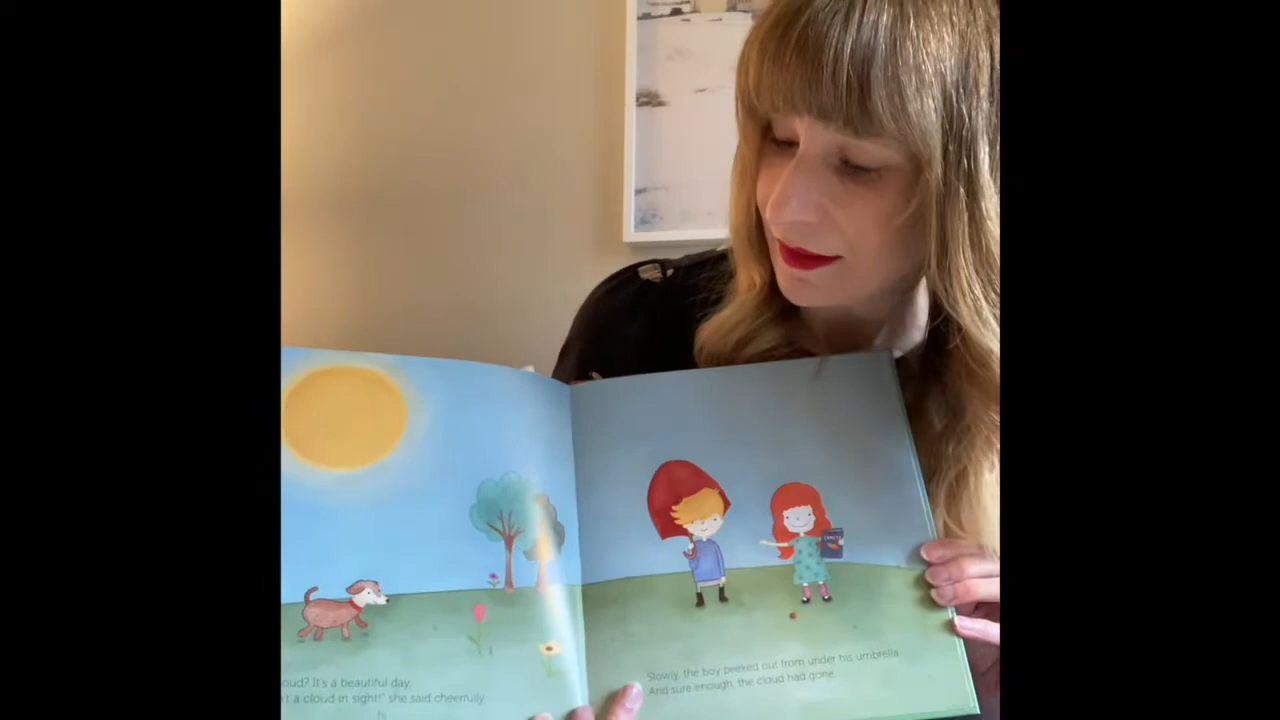 oud? It's a beautiful day,
't a cloud in sight!" she said cheerfully.
Slowly, the boy peeked out from under his umbrella.
And sure enough, the cloud had gone.